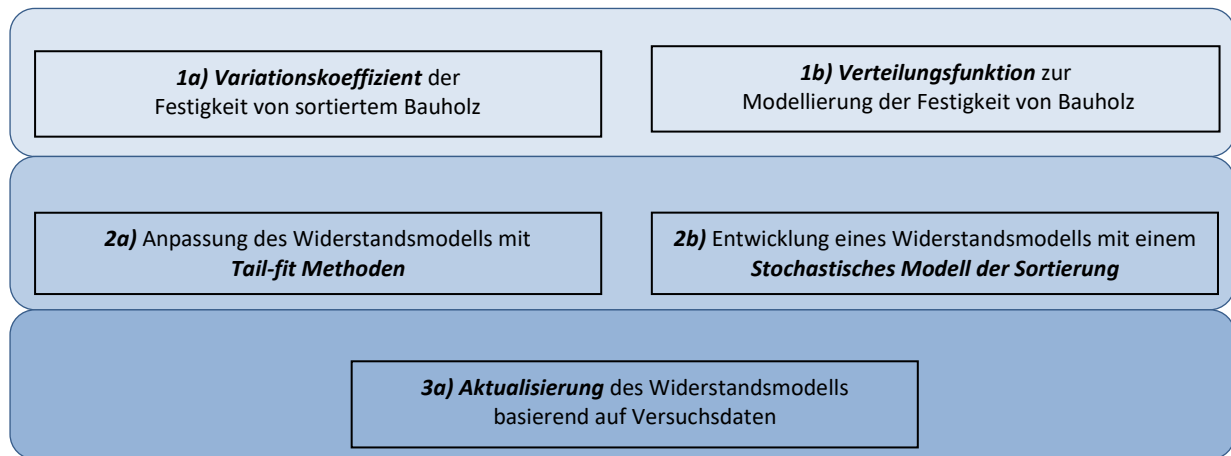 1a) Variationskoeffizient der
Festigkeit von sortiertem Bauholz
1b) Verteilungsfunktion zur
Modellierung der Festigkeit von Bauholz
2a) Anpassung des Widerstandsmodells mit
Tail-fit Methoden
2b) Entwicklung eines Widerstandsmodells mit einem
Stochastisches Modell der Sortierung
3a) Aktualisierung des Widerstandsmodells
basierend auf Versuchsdaten